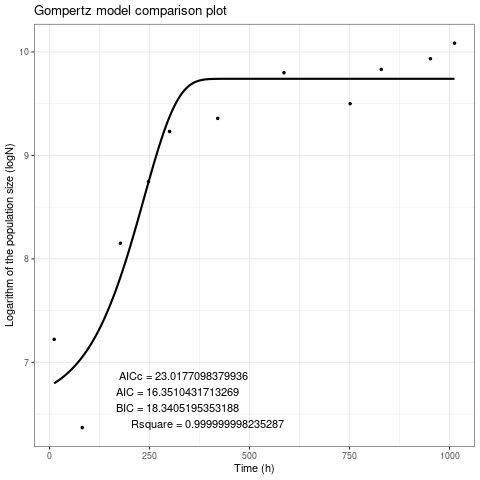 Gompertz model comparison plot
Logarithm of the population size (logN)
10
9
8
7
AICc = 23.0177098379936
AIC = 16.3510431713269
BIC = 18.3405195353188
Rsquare = 0.999999998235287
0 250 500 750 1000
Time (h)